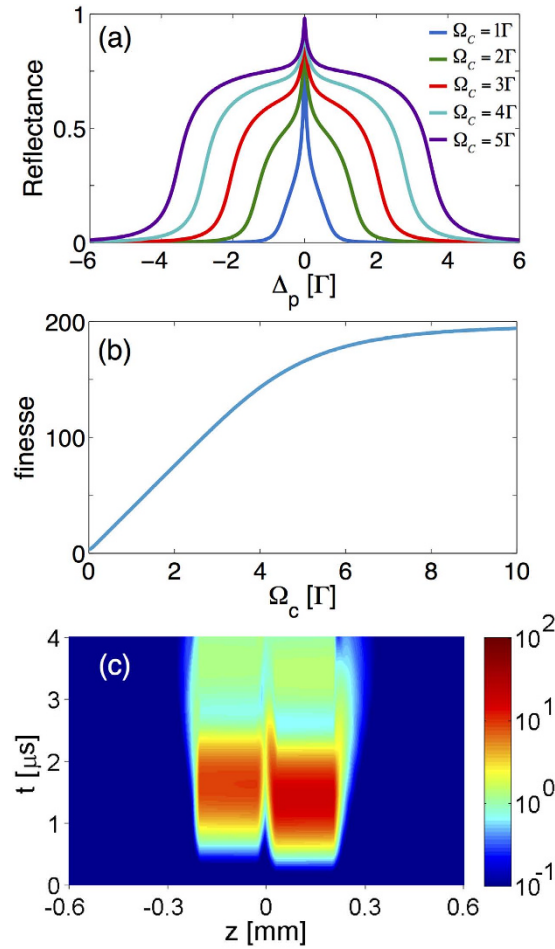 (a)
1
0.5
0
Reflectance
Ω_C = 1Γ
Ω_C = 2Γ
Ω_C = 3Γ
Ω_C = 4Γ
Ω_C = 5Γ
-6 -4 -2 0 2 4 6
Δ_p [Γ]
(b)
200
100
0
finesse
0 2 4 6 8 10
Ω_c [Γ]
(c)
4
3
2
1
0
t [μs]
-0.6 -0.3 0 0.3 0.6
z [mm]
10^2
10^1
10^0
10^-1